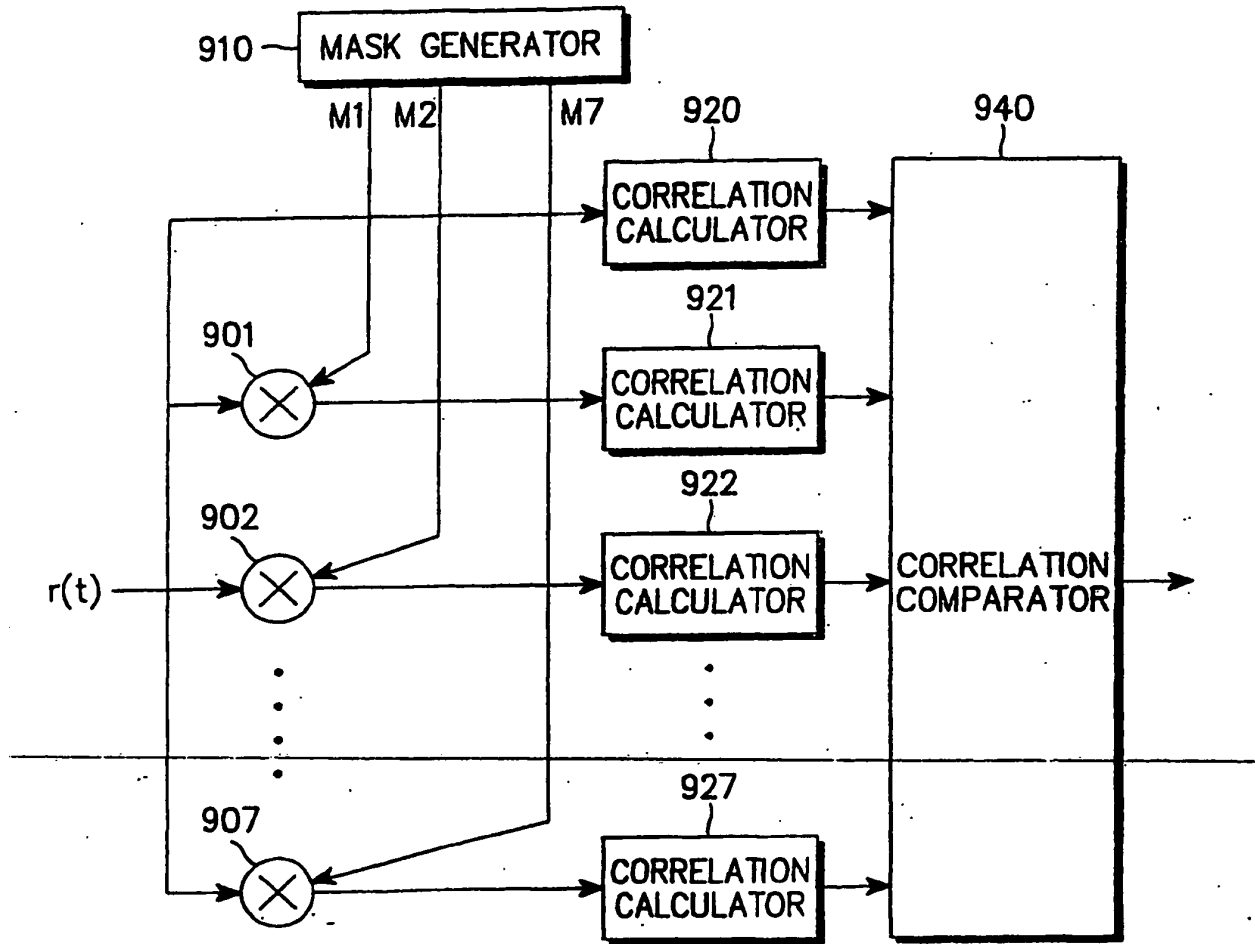 910
MASK GENERATOR
M1 M2 M7
920
940
CORRELATION
CALCULATOR
921
901
CORRELATION
CALCULATOR
922
902
CORRELATION
CALCULATOR
r(t)
CORRELATION
COMPARATOR
927
907
CORRELATION
CALCULATOR